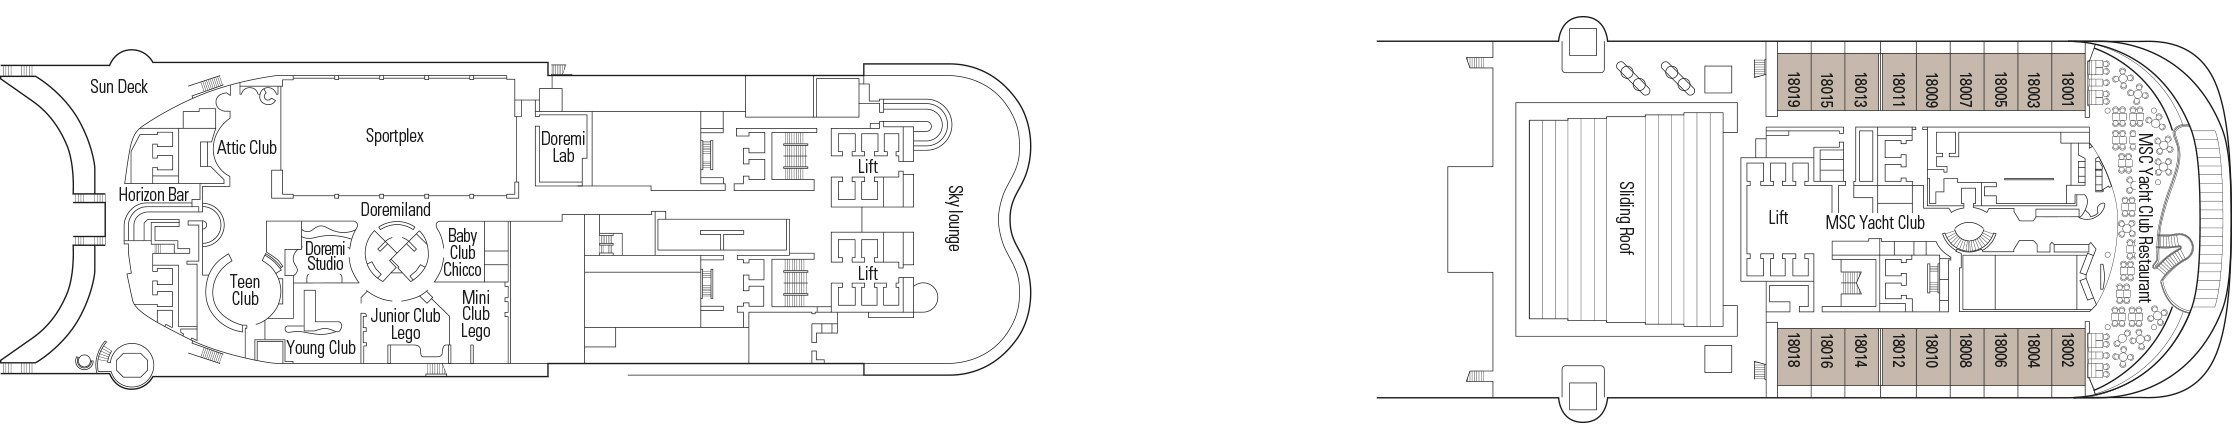 Sun Deck
Attic Club
Sportplex
Doremi
Lab
Lift
Horizon Bar
Doremiland
Sky lounge
Doremi
Studio
Baby
Club
Chicco
Teen
Club
Lift
Mini
Club
Lego
Junior Club
Lego
Young Club
Sliding Roof
18019
18015
18013
18011
18009
18007
18005
18003
18001
Lift
MSC Yacht Club
MSC Yacht Club Restaurant
18018
18016
18014
18012
18010
18008
18006
18004
18002